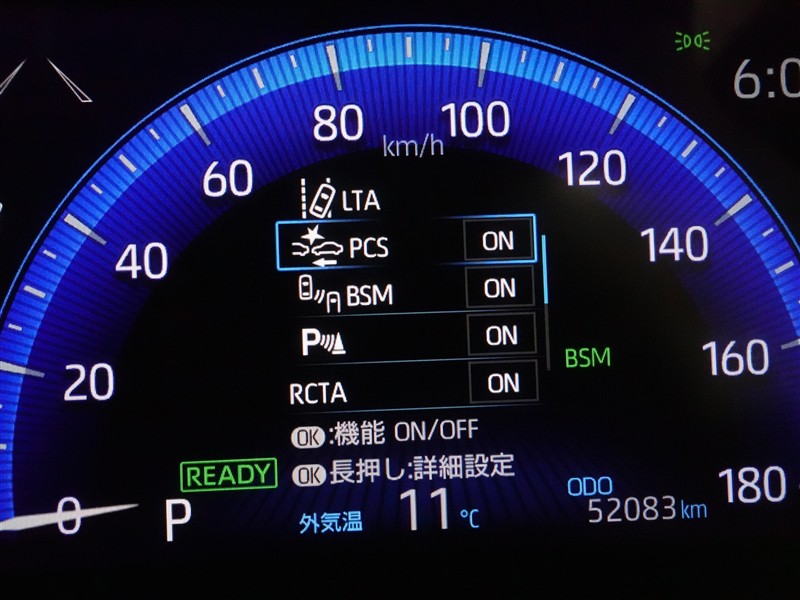 6:0
80
100
km/h
60
120
LTA
40
PCS ON
140
BSM ON
P ON
BSM
160
20
RCTA ON
OK:機能 ON/OFF
OK長押し:詳細設定
READY
0
P
外気温 11℃
ODO
52083km
180